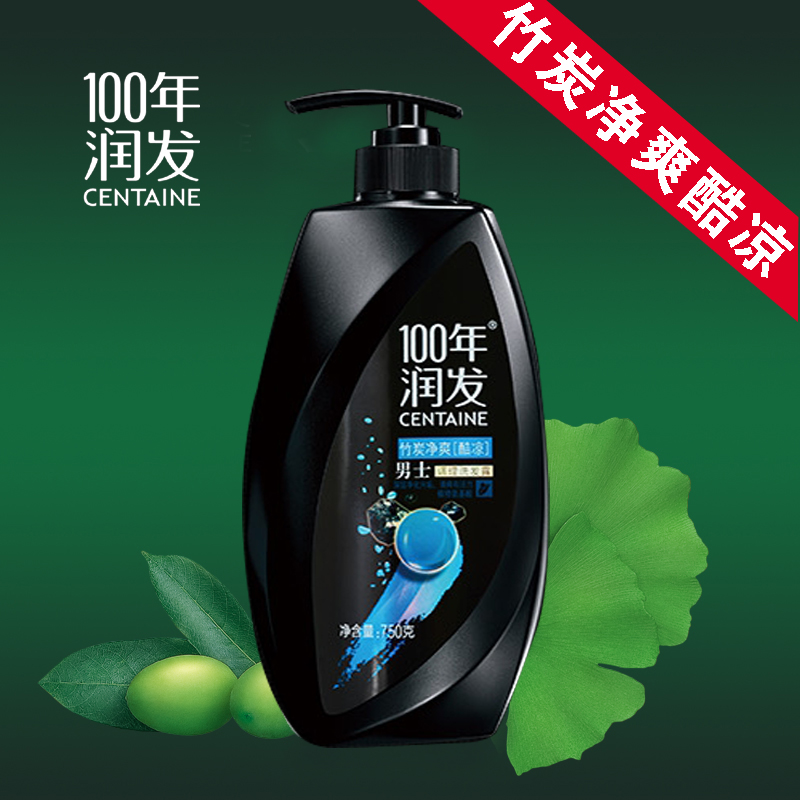 100年
润发
CENTAINE
竹炭净爽酷凉
100年®
润发
CENTAINE
竹炭净爽[酷凉]
男士 调理洗发露
净含量:750克